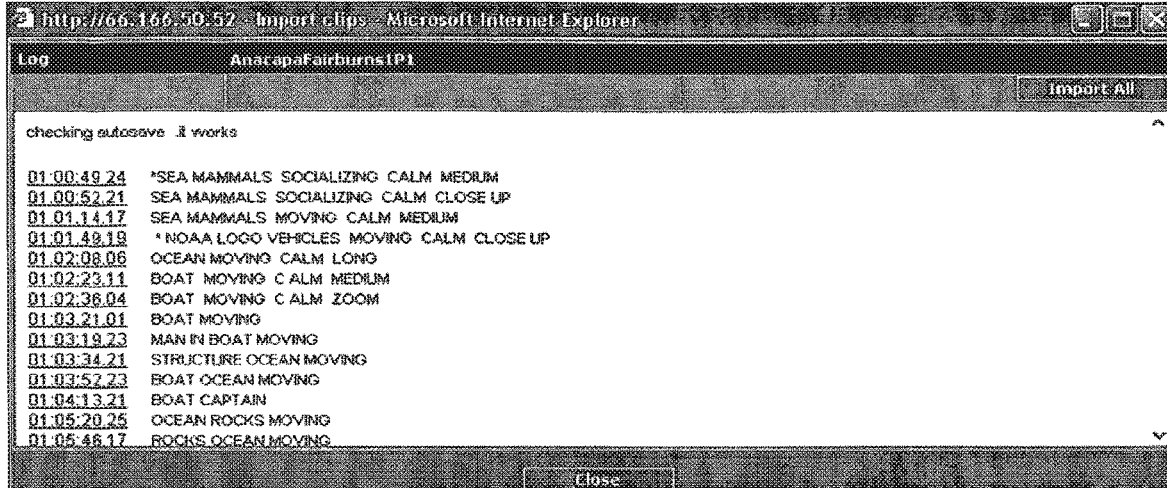 http://66.166.50.52 - Import clips - Microsoft Internet Explorer
Log AnacapaFairburns1P1
Import All
checking autosave .it works
01:00:49.24 *SEA MAMMALS SOCIALIZING CALM MEDIUM
01:00:52.21 SEA MAMMALS SOCIALIZING CALM CLOSE UP
01:01:14.17 SEA MAMMALS MOVING CALM MEDIUM
01:01:49.19 * NOAA LOGO VEHICLES MOVING CALM CLOSE UP
01:02:08.06 OCEAN MOVING CALM LONG
01:02:23.11 BOAT MOVING C ALM MEDIUM
01:02:36.04 BOAT MOVING C ALM ZOOM
01:03:21.01 BOAT MOVING
01:03:19.23 MAN IN BOAT MOVING
01:03:34.21 STRUCTURE OCEAN MOVING
01:03:52.23 BOAT OCEAN MOVING
01:04:13.21 BOAT CAPTAIN
01:05:20.25 OCEAN ROCKS MOVING
01:05:46.17 ROCKS OCEAN MOVING
Close